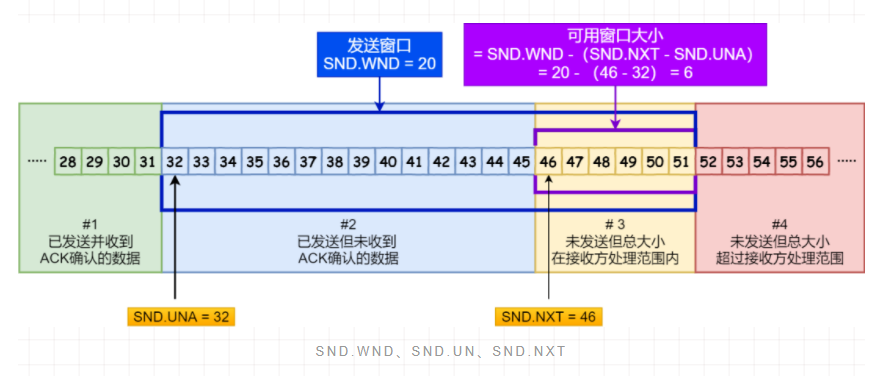 发送窗口
SND.WND = 20
可用窗口大小
= SND.WND -（SND.NXT - SND.UNA）
= 20 -（46 - 32） = 6
..... 28 29 30 31 32 33 34 35 36 37 38 39 40 41 42 43 44 45 46 47 48 49 50 51 52 53 54 55 56 .....
#1
已发送并收到
ACK确认的数据
#2
已发送但未收到
ACK确认的数据
# 3
未发送但总大小
在接收方处理范围内
#4
未发送但总大小
超过接收方处理范围
SND.UNA = 32
SND.NXT = 46
SND.WND、SND.UN、SND.NXT